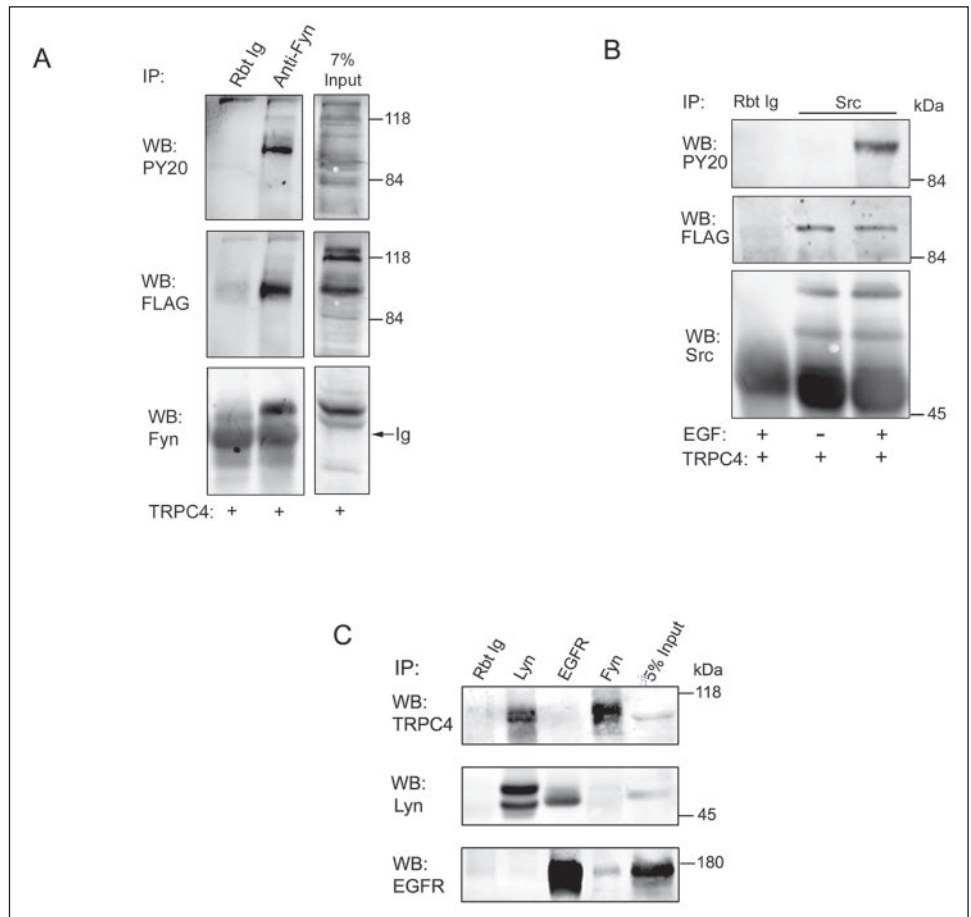 A
IP:
Rbt Ig
Anti-Fyn
7%
Input
WB:
PY20
118
84
WB:
FLAG
118
84
WB:
Fyn
Ig
TRPC4: + + +
B
IP: Rbt Ig Src kDa
WB:
PY20
84
WB:
FLAG
84
WB:
Src
45
EGF: + - +
TRPC4: + + +
C
IP:
Rbt Ig
Lyn
EGFR
Fyn
5% Input
kDa
WB:
TRPC4
118
WB:
Lyn
45
WB:
EGFR
180